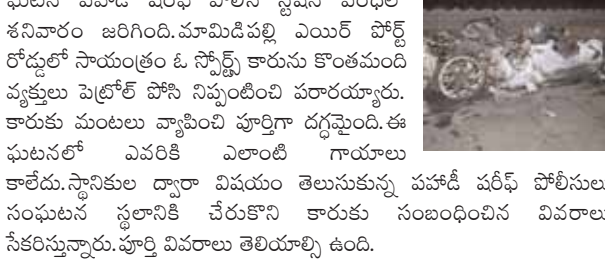 ఘటన పహాడీ షరీఫ్ పోలీస్ స్టేషన్ పరిధిలో
శనివారం జరిగింది.మామిడిపల్లి ఎయిర్ పోర్ట్
రోడ్డులో సాయంత్రం ఓ స్పోర్ట్స్ కారును కొంతమంది
వ్యక్తులు పెట్రోల్ పోసి నిప్పంటించి పరారయ్యారు.
కారుకు మంటలు వ్యాపించి పూర్తిగా దగ్ధమైంది.ఈ
ఘటనలో ఎవరికి ఎలాంటి గాయాలు
కాలేదు.స్థానికుల ద్వారా విషయం తెలుసుకున్న పహాడీ షరీఫ్ పోలీసులు
సంఘటన స్థలానికి చేరుకొని కారుకు సంబంధించిన వివరాలు
సేకరిస్తున్నారు.పూర్తి వివరాలు తెలియాల్సి ఉంది.